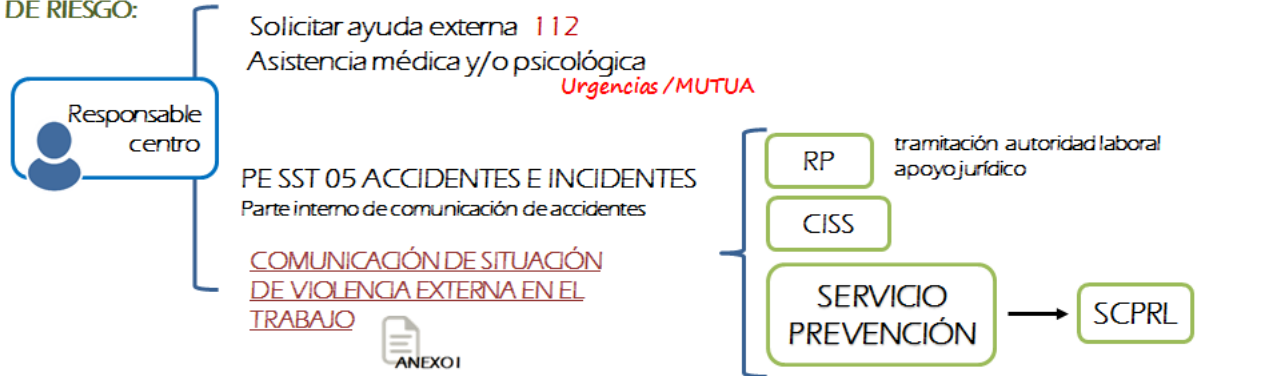 DE RIESGO:
Solicitar ayuda externa 112
Asistencia médica y/o psicológica
Urgencias /MUTUA
Responsable
centro
PE SST 05 ACCIDENTES E INCIDENTES
Parte interno de comunicación de accidentes
COMUNICACIÓN DE SITUACIÓN
DE VIOLENCIA EXTERNA EN EL
TRABAJO
ANEXO I
RP
tramitación autoridad laboral
apoyo jurídico
CISS
SERVICIO
PREVENCIÓN
SCPRL